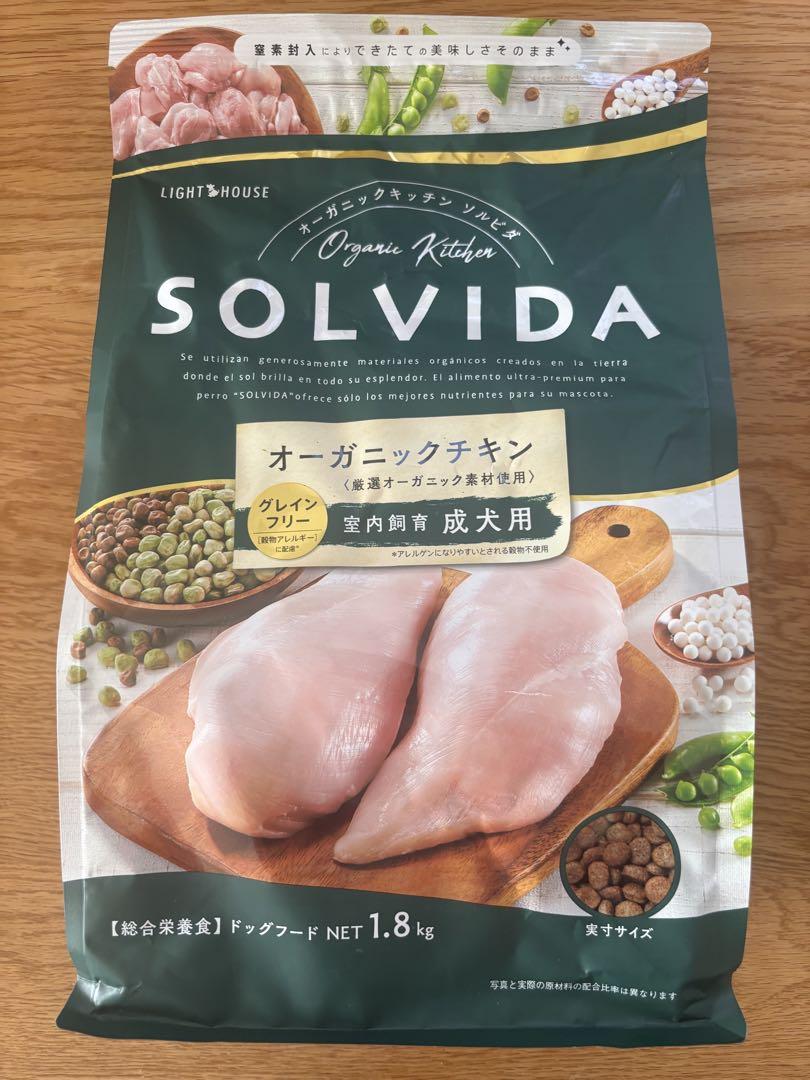 窒素封入によりできたての美味しさそのまま
LIGHT HOUSE
オーガニックキッチン ソルビダ
Organic Kitchen
SOLVIDA
Se utilizan generosamente materiales orgánicos creados en la tierra
donde el sol brilla en todo su esplendor. El alimento ultra-premium para
perro "SOLVIDA"ofrece sólo los mejores nutrientes para su mascota.
オーガニックチキン
〈厳選オーガニック素材使用〉
グレイン
フリー
[穀物アレルギー]
に配慮*
室内飼育 成犬用
*アレルゲンになりやすいとされる穀物不使用
【総合栄養食】ドッグフード NET 1.8kg
実寸サイズ
写真と実際の原材料の配合比率は異なります